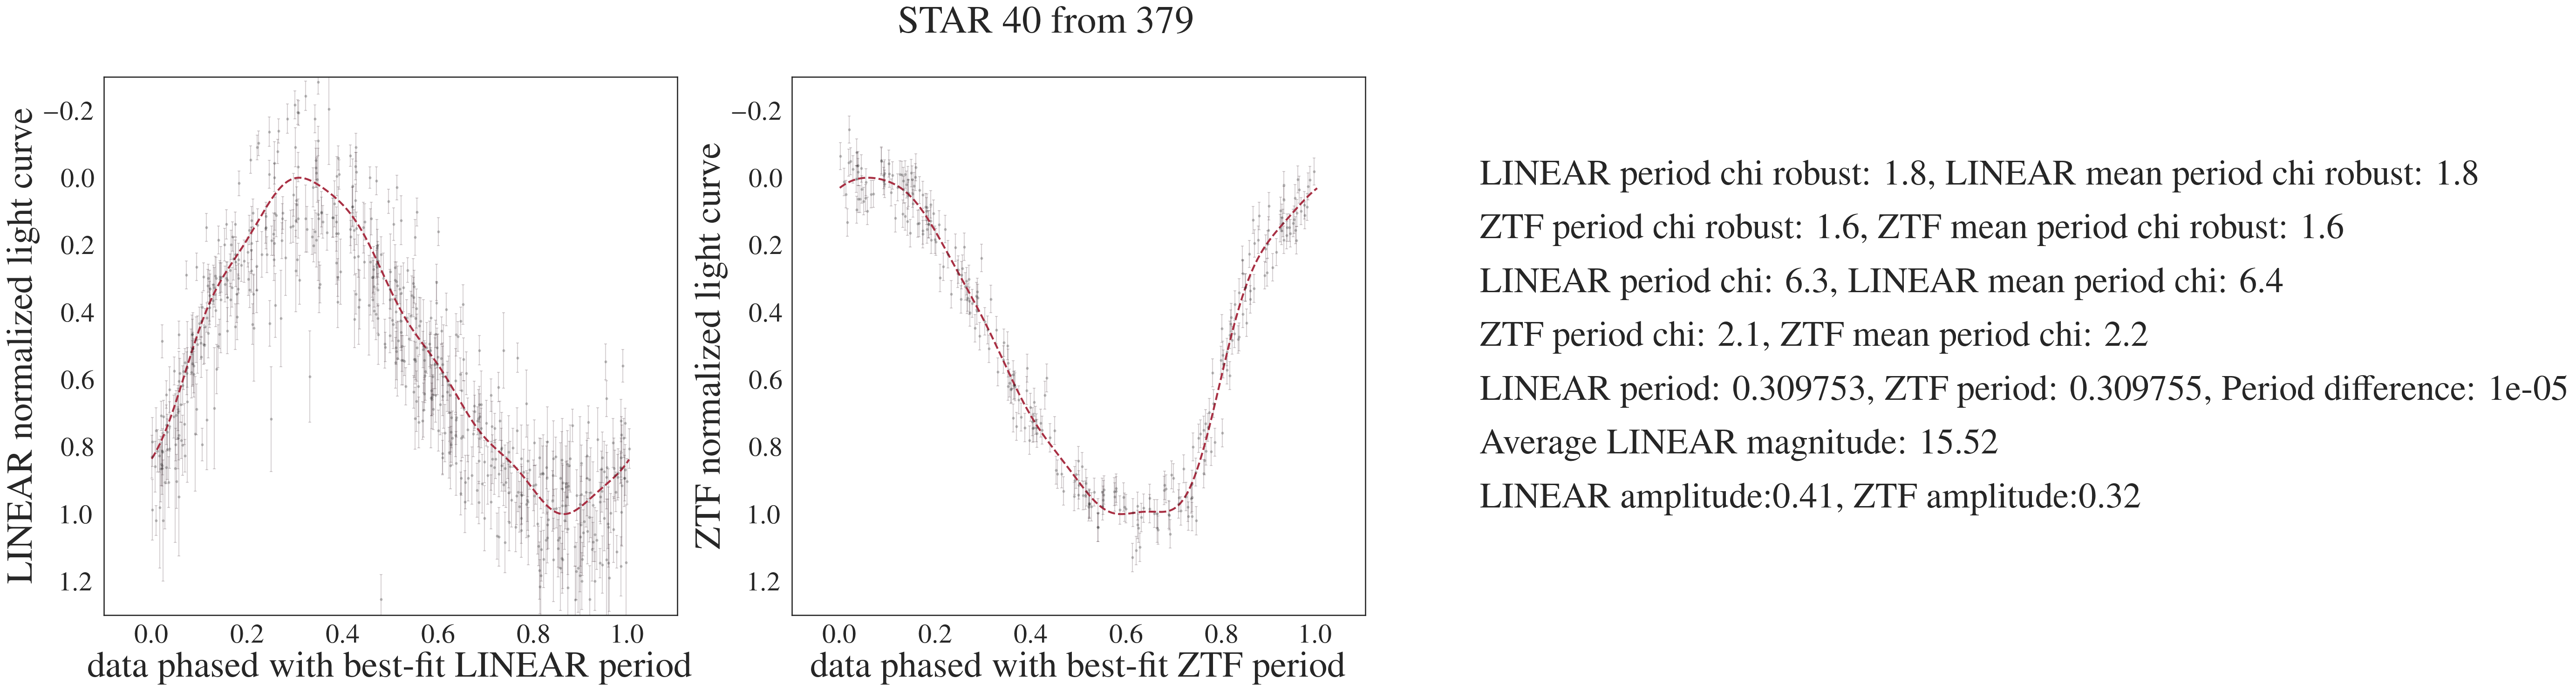 STAR 40 from 379
LINEAR normalized light curve
−0.2
0.0
0.2
0.4
0.6
0.8
1.0
1.2
0.0 0.2 0.4 0.6 0.8 1.0
data phased with best-fit LINEAR period
ZTF normalized light curve
−0.2
0.0
0.2
0.4
0.6
0.8
1.0
1.2
0.0 0.2 0.4 0.6 0.8 1.0
data phased with best-fit ZTF period
LINEAR period chi robust: 1.8, LINEAR mean period chi robust: 1.8
ZTF period chi robust: 1.6, ZTF mean period chi robust: 1.6
LINEAR period chi: 6.3, LINEAR mean period chi: 6.4
ZTF period chi: 2.1, ZTF mean period chi: 2.2
LINEAR period: 0.309753, ZTF period: 0.309755, Period difference: 1e-05
Average LINEAR magnitude: 15.52
LINEAR amplitude:0.41, ZTF amplitude:0.32